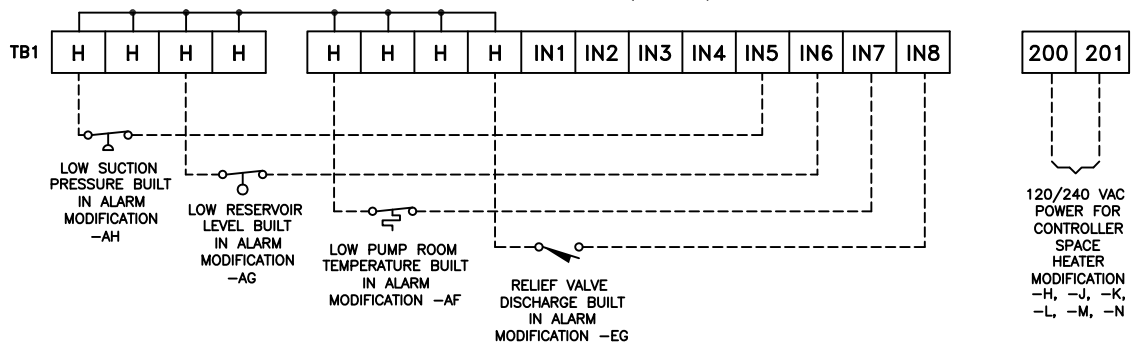 TB1 H H H H H H H H IN1 IN2 IN3 IN4 IN5 IN6 IN7 IN8 200 201
LOW SUCTION
PRESSURE BUILT
IN ALARM
MODIFICATION
–AH
LOW RESERVOIR
LEVEL BUILT
IN ALARM
MODIFICATION
–AG
LOW PUMP ROOM
TEMPERATURE BUILT
IN ALARM
MODIFICATION –AF
RELIEF VALVE
DISCHARGE BUILT
IN ALARM
MODIFICATION –EG
120/240 VAC
POWER FOR
CONTROLLER
SPACE
HEATER
MODIFICATION
–H, –J, –K,
–L, –M, –N